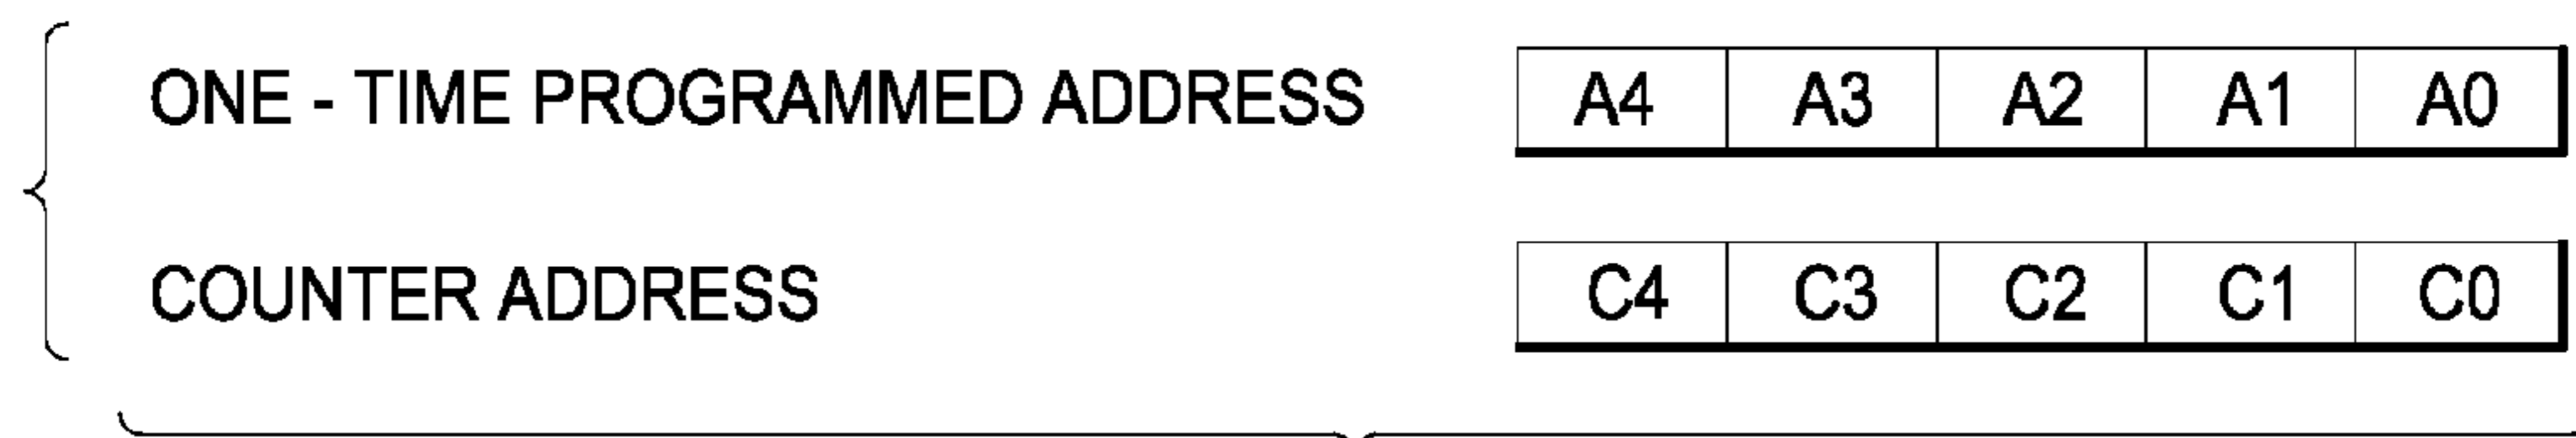 ONE - TIME PROGRAMMED ADDRESS A4 A3 A2 A1 A0
COUNTER ADDRESS C4 C3 C2 C1 C0